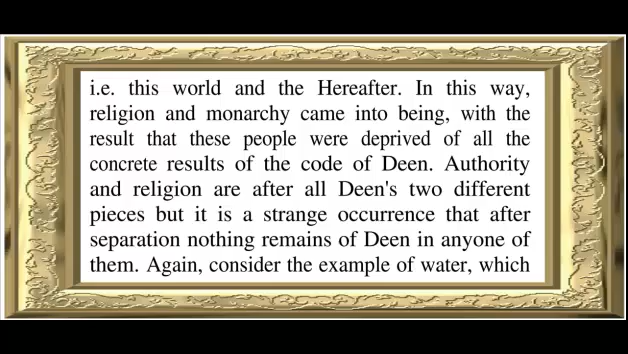 i.e. this world and the Hereafter. In this way,
religion and monarchy came into being, with the
result that these people were deprived of all the
concrete results of the code of Deen. Authority
and religion are after all Deen's two different
pieces but it is a strange occurrence that after
separation nothing remains of Deen in anyone of
them. Again, consider the example of water, which